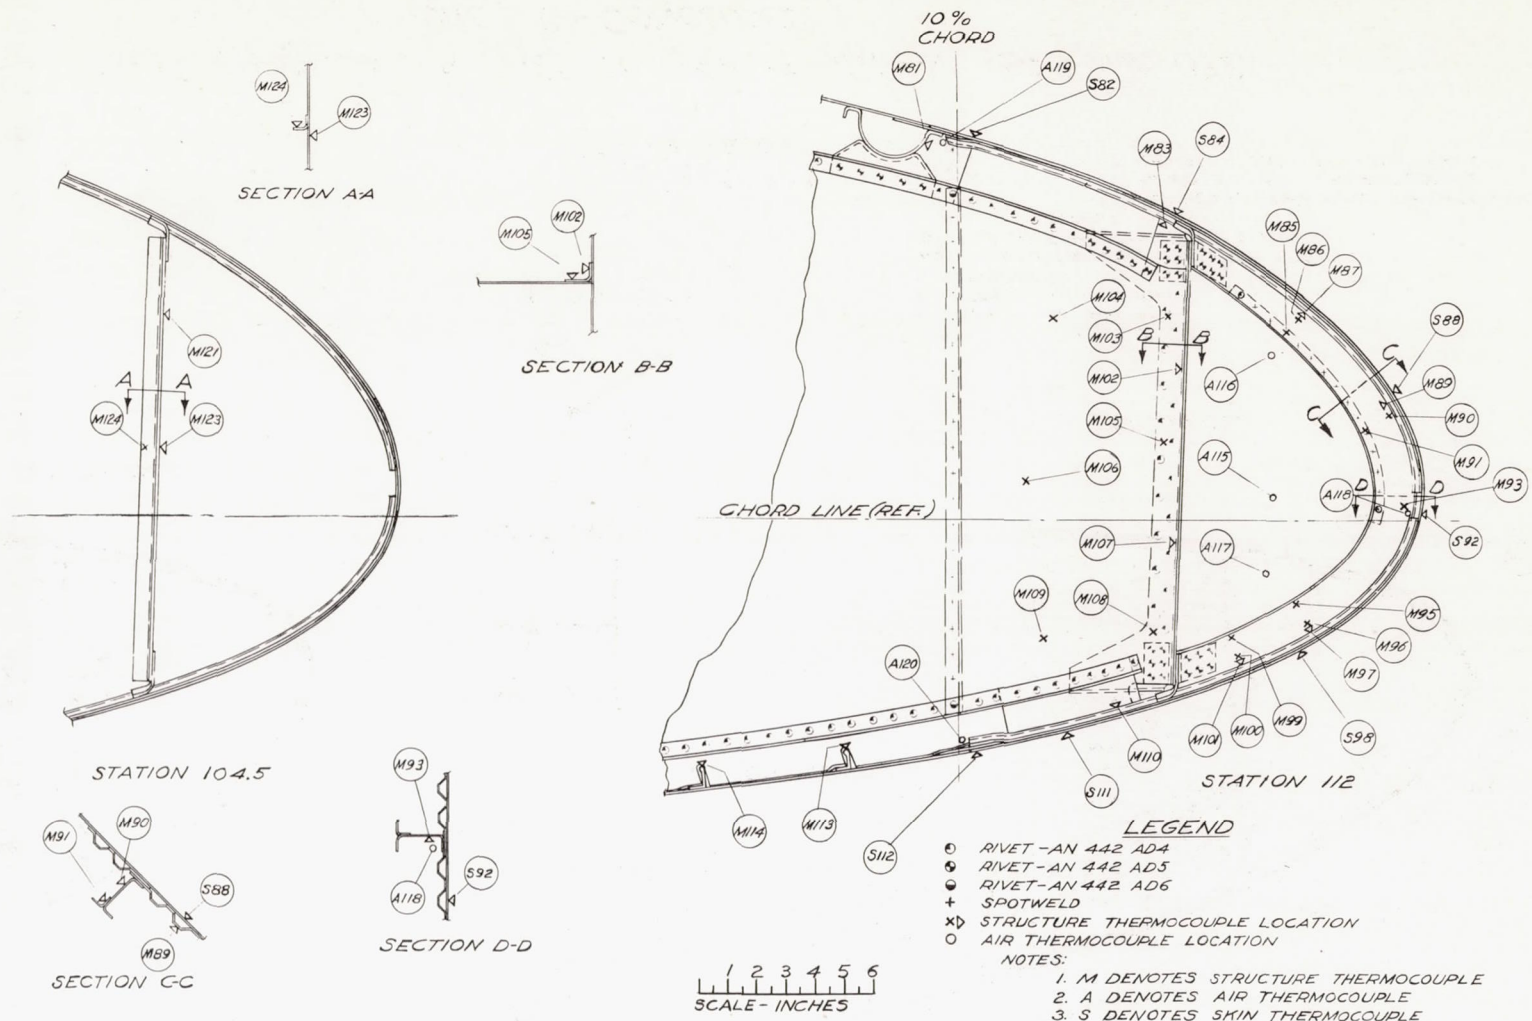 10%
CHORD
M124
M123
SECTION A-A
M105
M102
SECTION B-B
M121
A A
M124
M123
STATION 104.5
M81
A119
S82
M83
S84
M85
M86
M87
S88
M104
M103
B B
M102
A116
C
C
M89
M90
M105
A115
M91
M106
A118
D D
M93
CHORD LINE (REF.)
S92
M107
A117
M109
M108
M95
M96
M97
A120
M101
M100
M99
S98
M110
S111
M114
M113
S112
STATION 112
M91
M90
S88
M89
SECTION C-C
M93
A118
S92
SECTION D-D
LEGEND
RIVET-AN 442 AD4
RIVET-AN 442 AD5
RIVET-AN 442 AD6
SPOTWELD
STRUCTURE THERMOCOUPLE LOCATION
AIR THERMOCOUPLE LOCATION
NOTES:
1. M DENOTES STRUCTURE THERMOCOUPLE
2. A DENOTES AIR THERMOCOUPLE
3. S DENOTES SKIN THERMOCOUPLE
1 2 3 4 5 6
SCALE-INCHES